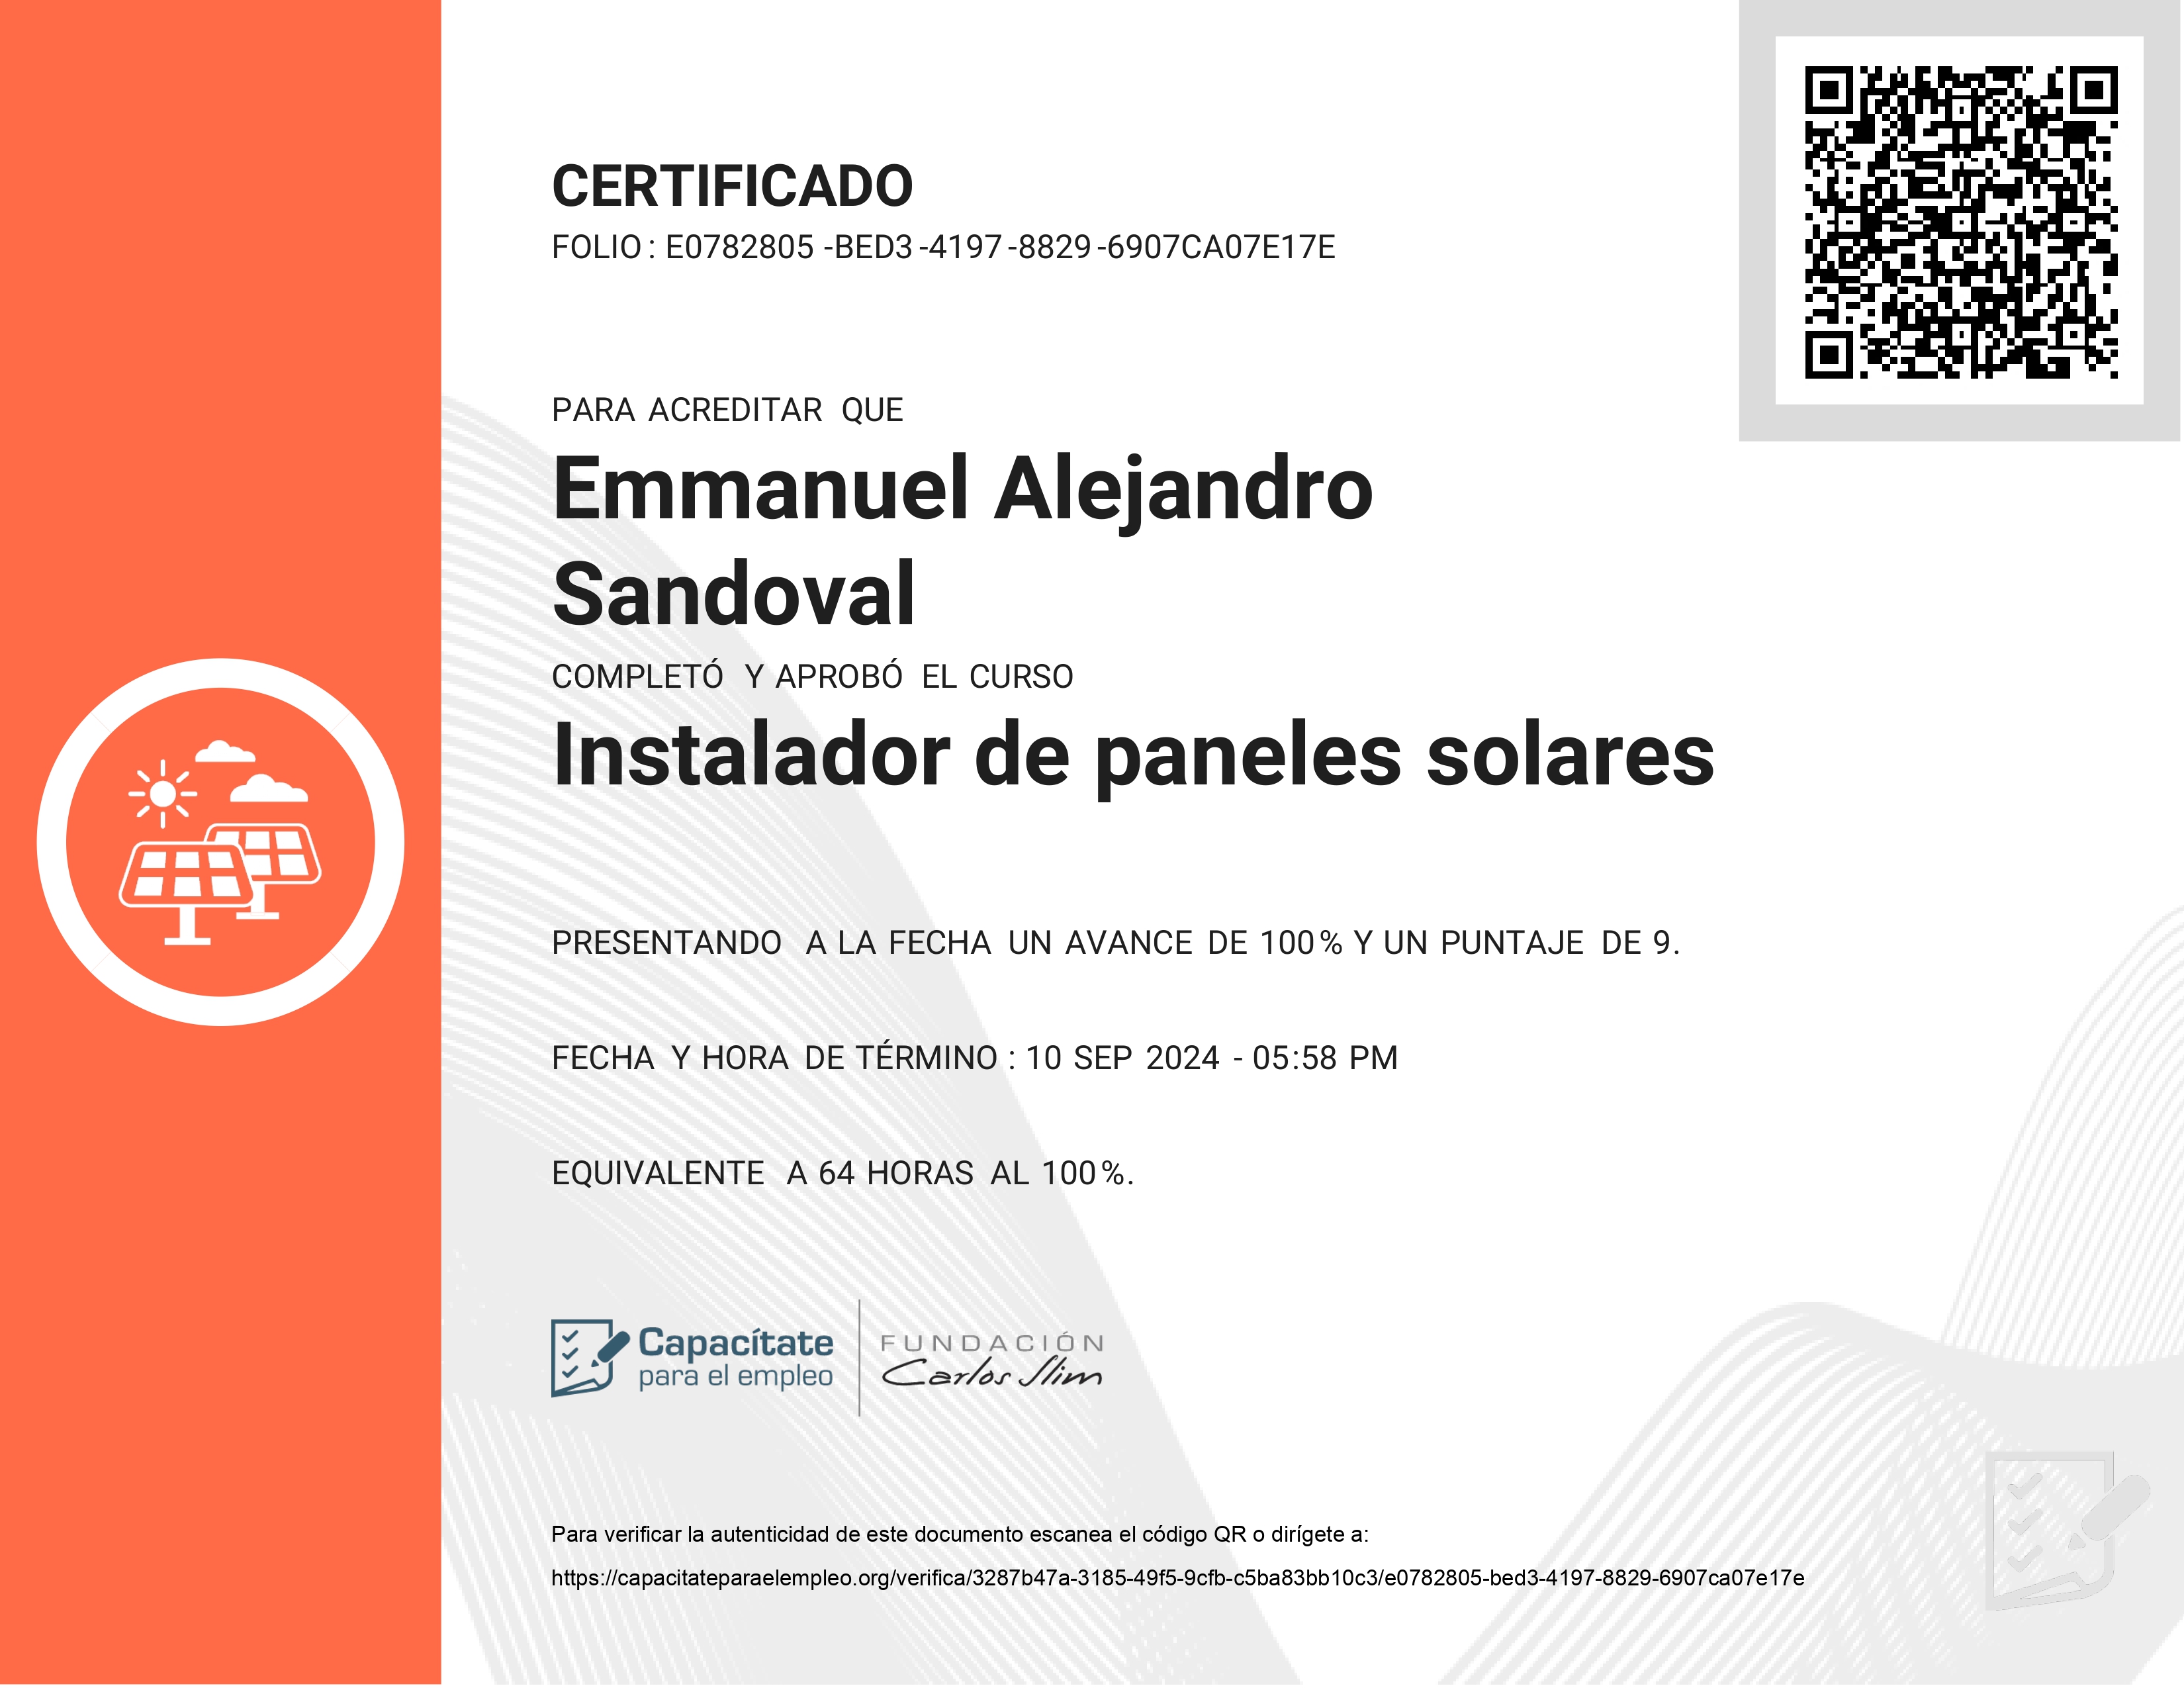 CERTIFICADO
FOLIO: E0782805-BED3-4197-8829-6907CA07E17E
PARA ACREDITAR QUE
Emmanuel Alejandro
Sandoval
COMPLETÓ Y APROBÓ EL CURSO
Instalador de paneles solares
PRESENTANDO A LA FECHA UN AVANCE DE 100% Y UN PUNTAJE DE 9.
FECHA Y HORA DE TÉRMINO: 10 SEP 2024 - 05:58 PM
EQUIVALENTE A 64 HORAS AL 100%.
Capacítate
para el empleo
FUNDACIÓN
Carlos Slim
Para verificar la autenticidad de este documento escanea el código QR o dirígete a:
https://capacitateparaelempleo.org/verifica/3287b47a-3185-49f5-9cfb-c5ba83bb10c3/e0782805-bed3-4197-8829-6907ca07e17e